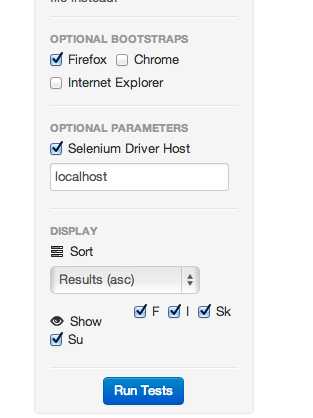 file instead.
OPTIONAL BOOTSTRAPS
Firefox Chrome
Internet Explorer
OPTIONAL PARAMETERS
Selenium Driver Host
localhost
DISPLAY
Sort
Results (asc)
Show F I Sk
Su
Run Tests